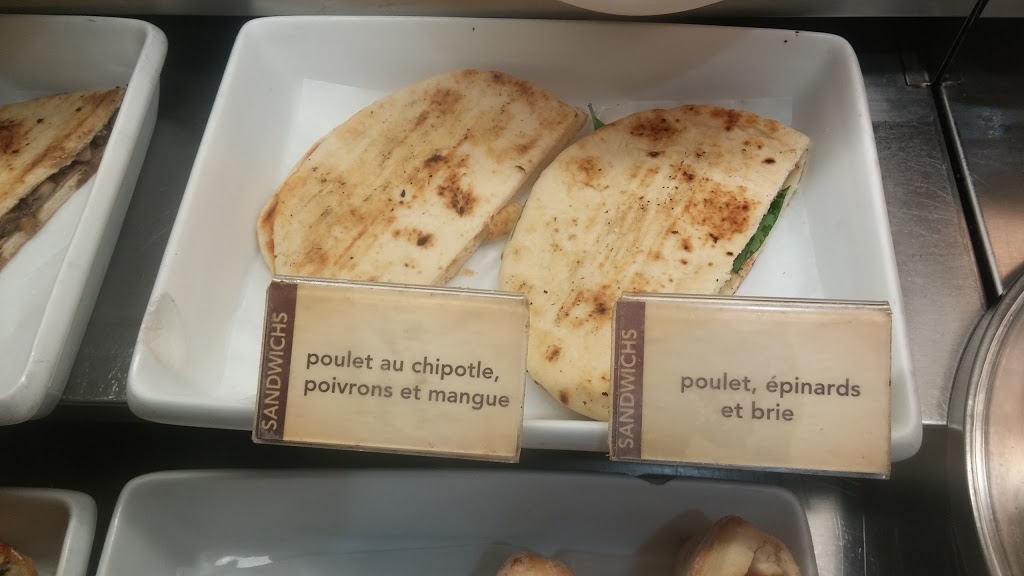 SANDWICHS
poulet au chipotle,
poivrons et mangue
SANDWICHS
poulet, épinards
et brie